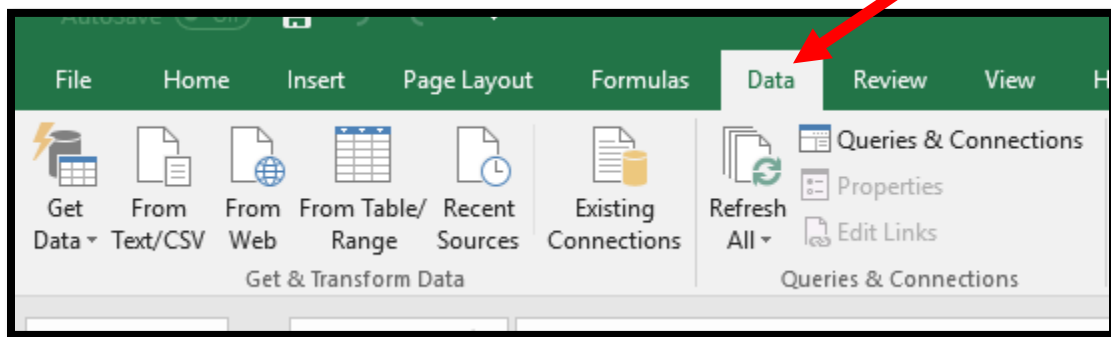 File Home Insert Page Layout Formulas Data Review View
Get Data From Text/CSV From Web From Table/ Range Recent Sources Existing Connections Refresh All Queries & Connections
Properties
Edit Links
Get & Transform Data Queries & Connections